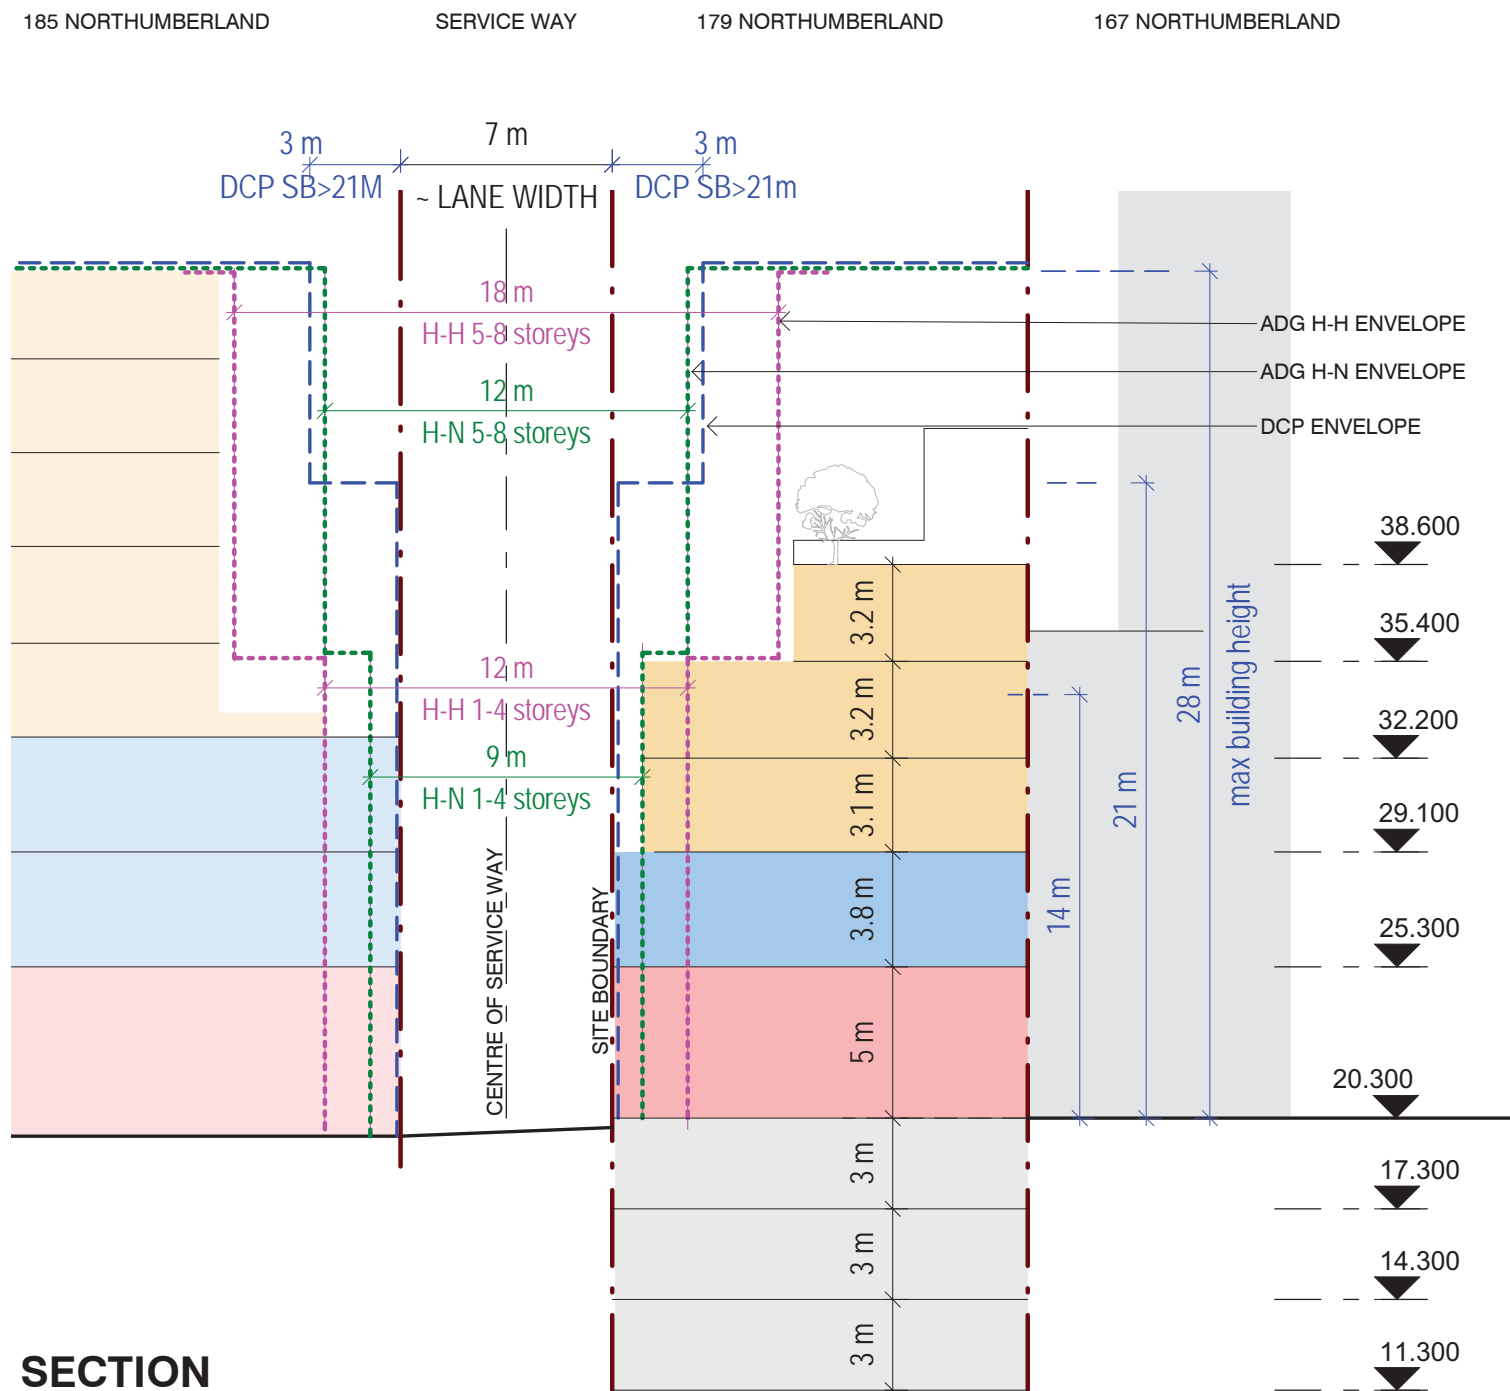 185 NORTHUMBERLAND
SERVICE WAY
179 NORTHUMBERLAND
167 NORTHUMBERLAND
3 m
7 m
3 m
DCP SB>21M
~ LANE WIDTH
DCP SB>21m
18 m
H-H 5-8 storeys
12 m
H-N 5-8 storeys
ADG H-H ENVELOPE
ADG H-N ENVELOPE
DCP ENVELOPE
12 m
H-H 1-4 storeys
9 m
H-N 1-4 storeys
CENTRE OF SERVICE WAY
SITE BOUNDARY
3.2 m
3.2 m
3.1 m
3.8 m
5 m
3 m
3 m
3 m
14 m
21 m
28 m
max building height
38.600
35.400
32.200
29.100
25.300
20.300
17.300
14.300
11.300
SECTION